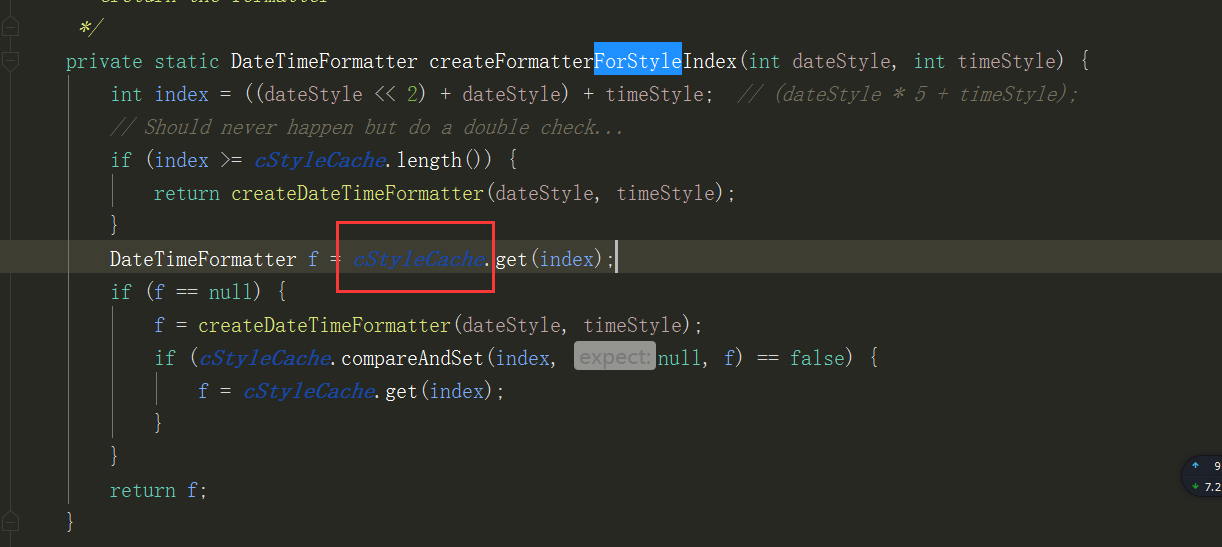 */
private static DateTimeFormatter createFormatterForStyleIndex(int dateStyle, int timeStyle) {
int index = ((dateStyle << 2) + dateStyle) + timeStyle;  // (dateStyle * 5 + timeStyle);
// Should never happen but do a double check...
if (index >= cStyleCache.length()) {
return createDateTimeFormatter(dateStyle, timeStyle);
}
DateTimeFormatter f = cStyleCache.get(index);
if (f == null) {
f = createDateTimeFormatter(dateStyle, timeStyle);
if (cStyleCache.compareAndSet(index, expect: null, f) == false) {
f = cStyleCache.get(index);
}
}
return f;
}
↑ 9
↓ 7.2